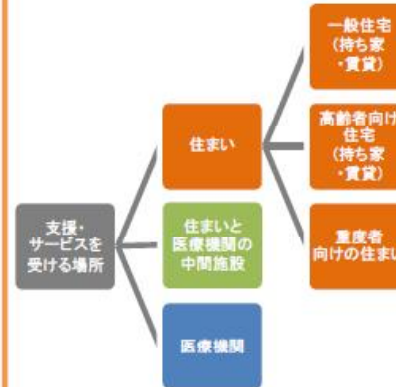 一般住宅
(持ち家
・賃貸)
高齢者向け
住宅
(持ち家
・賃貸)
住まい
支援・
サービスを
受ける場所
住まいと
医療機関の
中間施設
重度者
向けの住まい
医療機関